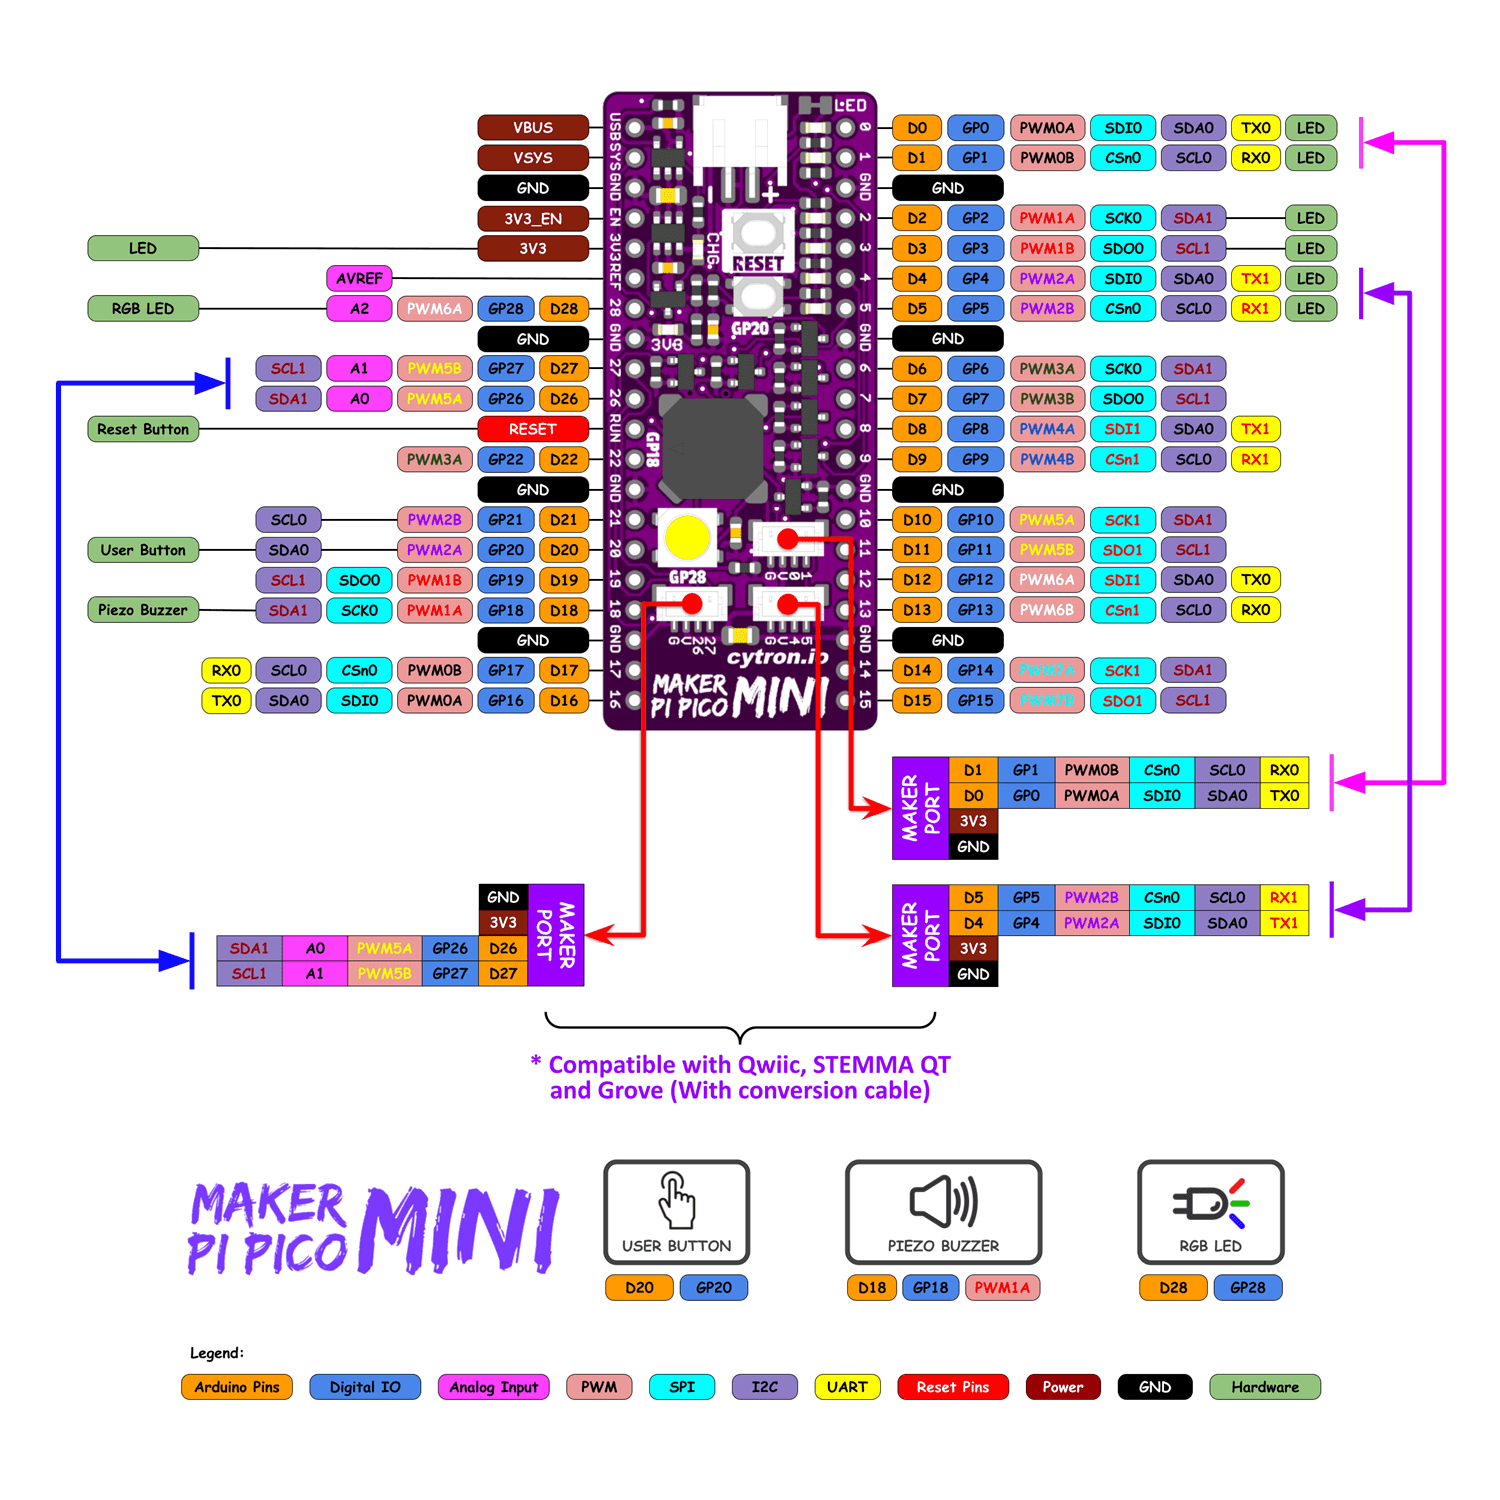 LED
VBUS USB 0 D0 GP0 PWM0A SDI0 SDA0 TX0 LED
VSYS SYS 1 D1 GP1 PWM0B CSn0 SCL0 RX0 LED
GND GND GND GND
- +
3V3_EN EN 2 D2 GP2 PWM1A SCK0 SDA1 LED
LED 3V3 3V3 CHG 3 D3 GP3 PWM1B SDO0 SCL1 LED
RESET
AVREF REF 4 D4 GP4 PWM2A SDI0 SDA0 TX1 LED
RGB LED A2 PWM6A GP28 D28 28 5 D5 GP5 PWM2B CSn0 SCL0 RX1 LED
GP20
GND GND 3V3 GND GND
SCL1 A1 PWM5B GP27 D27 27 6 D6 GP6 PWM3A SCK0 SDA1
SDA1 A0 PWM5A GP26 D26 26 7 D7 GP7 PWM3B SDO0 SCL1
Reset Button RESET RUN 8 D8 GP8 PWM4A SDI1 SDA0 TX1
GP18
PWM3A GP22 D22 22 9 D9 GP9 PWM4B CSn1 SCL0 RX1
GND GND GND GND
SCL0 PWM2B GP21 D21 21 10 D10 GP10 PWM5A SCK1 SDA1
User Button SDA0 PWM2A GP20 D20 20 11 D11 GP11 PWM5B SDO1 SCL1
GP28 G V 0 1
SCL1 SDO0 PWM1B GP19 D19 19 12 D12 GP12 PWM6A SDI1 SDA0 TX0
Piezo Buzzer SDA1 SCK0 PWM1A GP18 D18 18 13 D13 GP13 PWM6B CSn1 SCL0 RX0
GND GND G V 26 27 G V 4 5 GND GND
cytron.io
RX0 SCL0 CSn0 PWM0B GP17 D17 17 14 D14 GP14 PWM7A SCK1 SDA1
MAKER PI PICO MINI
TX0 SDA0 SDI0 PWM0A GP16 D16 16 15 D15 GP15 PWM7B SDO1 SCL1
MAKER PORT
D1 GP1 PWM0B CSn0 SCL0 RX0
D0 GP0 PWM0A SDI0 SDA0 TX0
3V3
GND
MAKER PORT
GND
3V3
SDA1 A0 PWM5A GP26 D26
SCL1 A1 PWM5B GP27 D27
MAKER PORT
D5 GP5 PWM2B CSn0 SCL0 RX1
D4 GP4 PWM2A SDI0 SDA0 TX1
3V3
GND
* Compatible with Qwiic, STEMMA QT
and Grove (With conversion cable)
MAKER
PI PICO MINI
USER BUTTON PIEZO BUZZER RGB LED
D20 GP20 D18 GP18 PWM1A D28 GP28
Legend:
Arduino Pins Digital IO Analog Input PWM SPI I2C UART Reset Pins Power GND Hardware